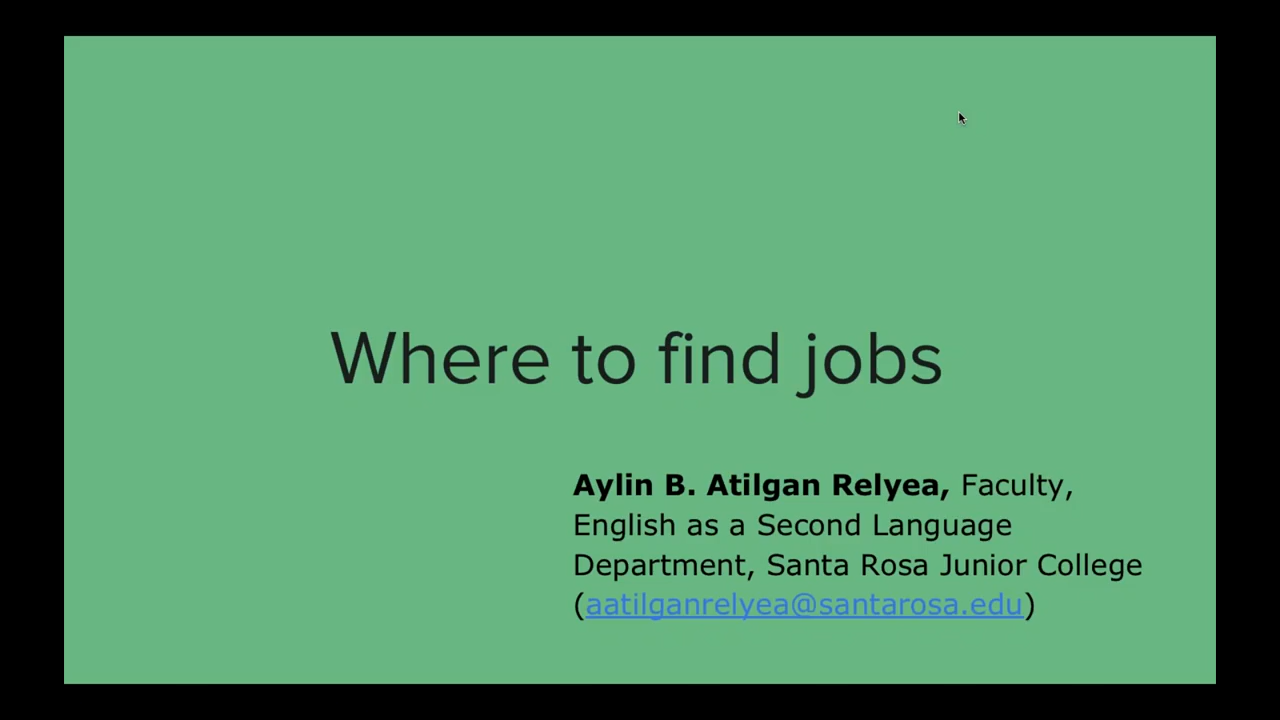 Where to find jobs
Aylin B. Atilgan Relyea, Faculty,
English as a Second Language
Department, Santa Rosa Junior College
(aatilganrelyea@santarosa.edu)